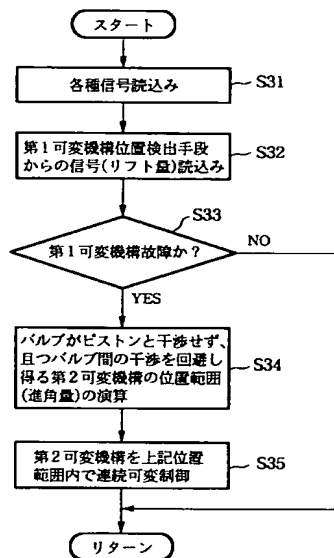 スタート
各種信号読込み
S31
第1可変機構位置検出手段
からの信号(リフト量)読込み
S32
S33
第1可変機構故障か?
NO
YES
バルブがピストンと干渉せず、
且つバルブ間の干渉を回避し
得る第2可変機構の位置範囲
(進角量)の演算
S34
第2可変機構を上記位置
範囲内で連続可変制御
S35
リターン